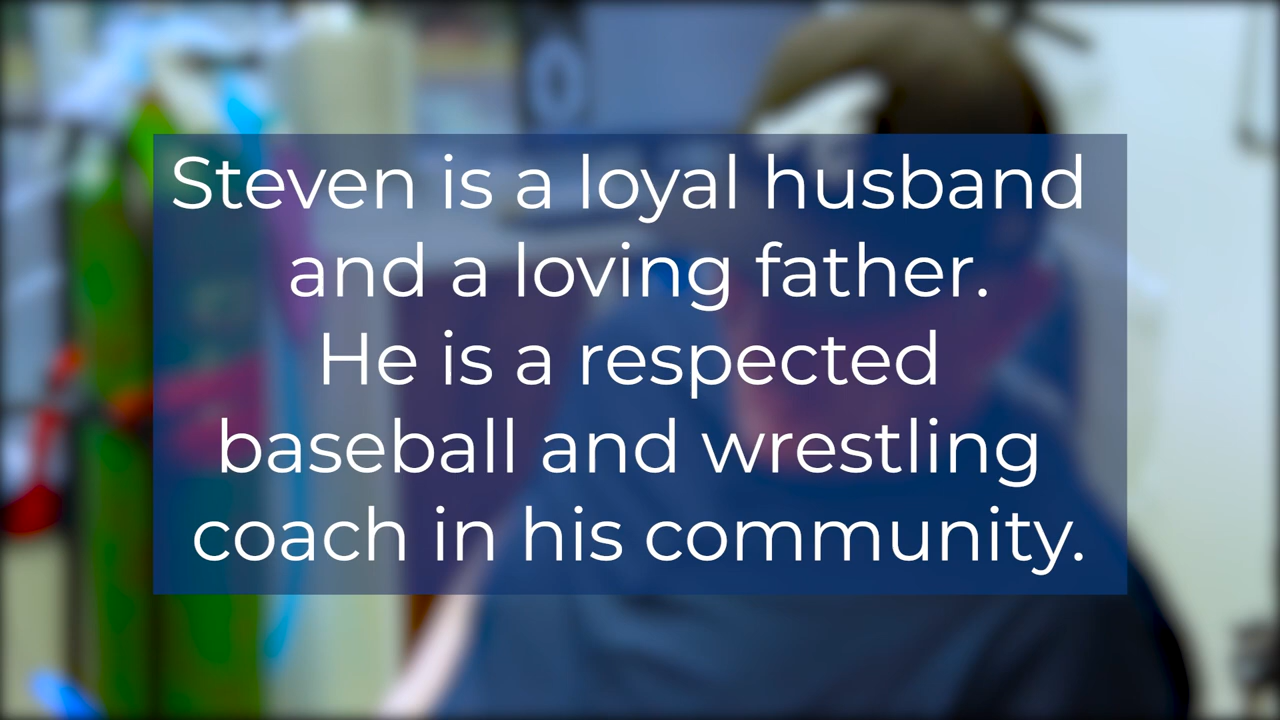 Steven is a loyal husband
and a loving father.
He is a respected
baseball and wrestling
coach in his community.